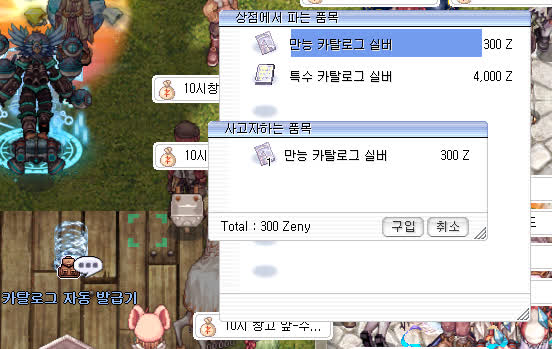 상점에서 파는 품목
만능 카탈로그 실버 300 Z
특수 카탈로그 실버 4,000 Z
10시창
사고자하는 품목
10시
1
만능 카탈로그 실버 300 Z
Total : 300 Zeny
구입
취소
드
카탈로그 자동 발급기
10시 창고 앞-수...